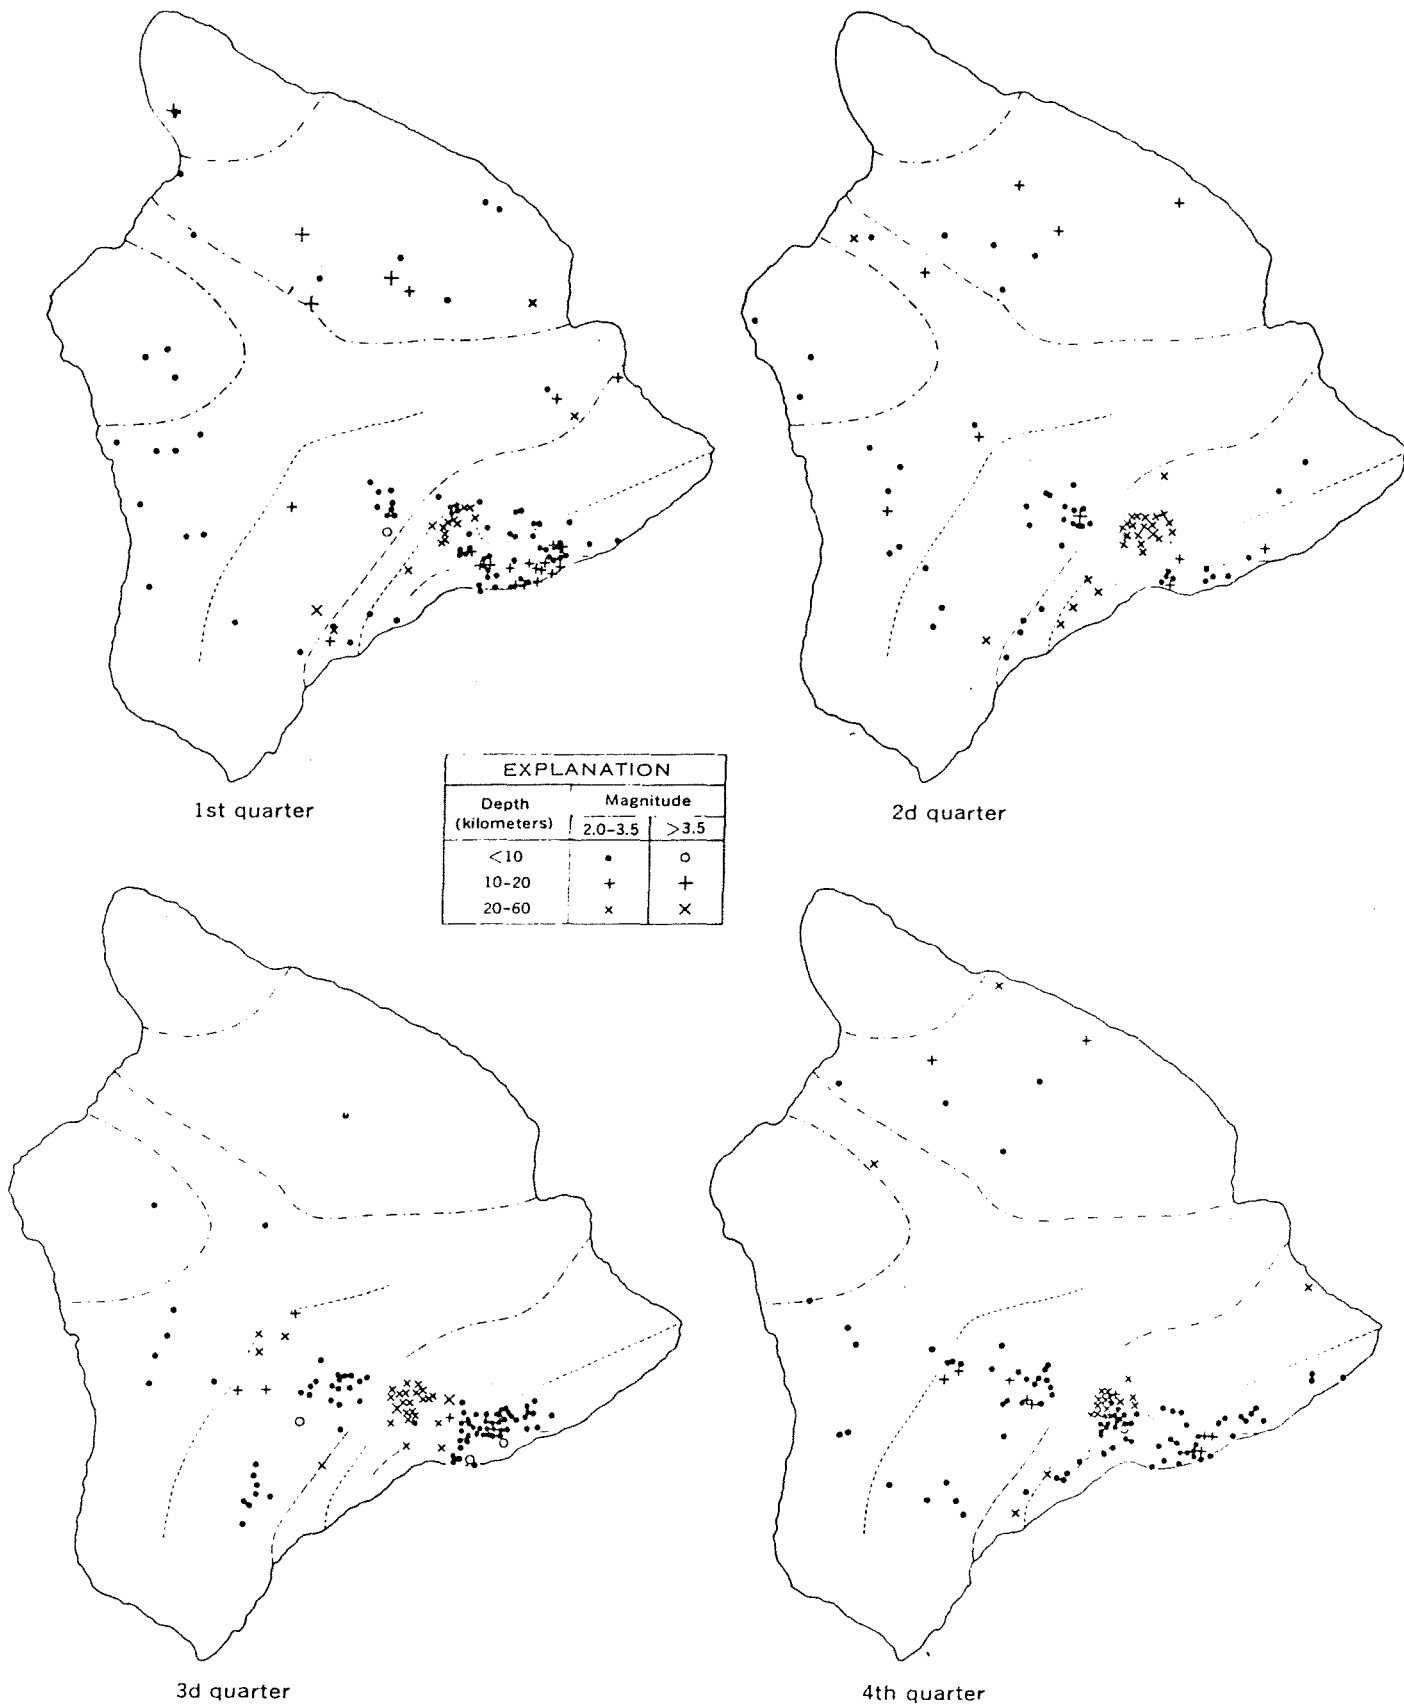 1st quarter
2d quarter
EXPLANATION
Depth
(kilometers)
Magnitude
2.0-3.5 >3.5
<10
10-20
20-60
3d quarter
4th quarter